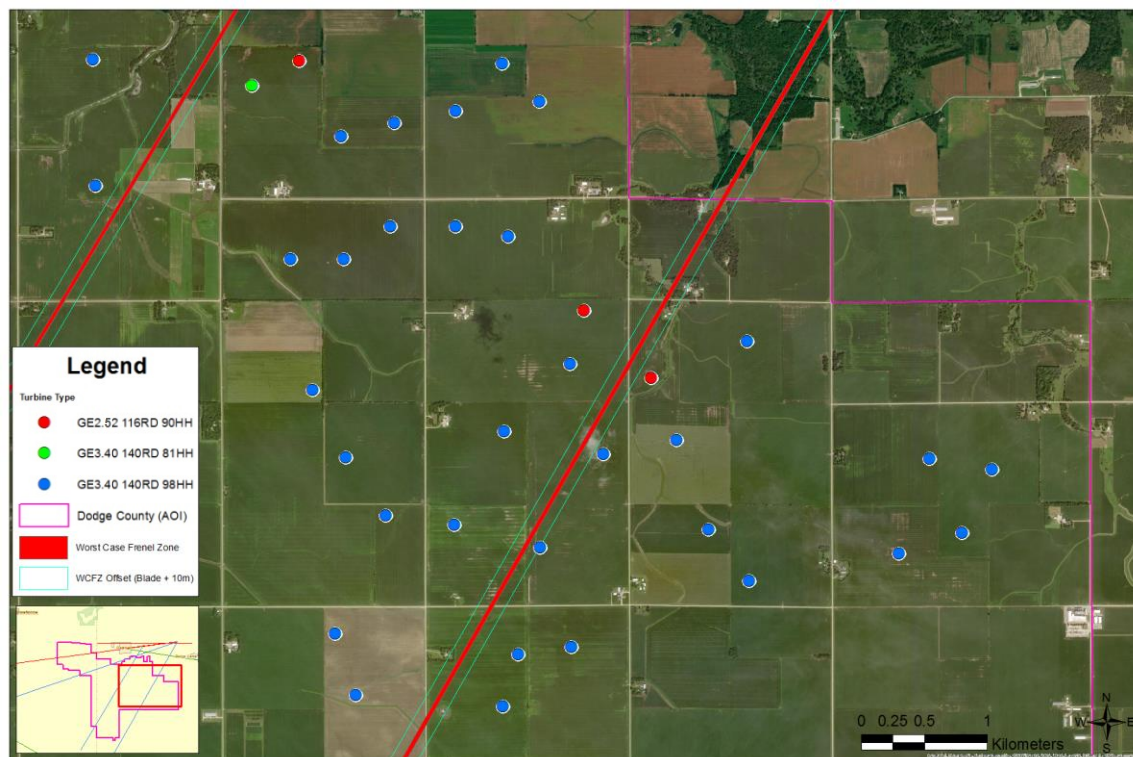 Legend
Turbine Type
GE2.52 116RD 90HH
GE3.40 140RD 81HH
GE3.40 140RD 98HH
Dodge County (AOI)
Worst Case Frenel Zone
WCFZ Offset (Blade + 10m)
N
W E
S
0 0.25 0.5 1
Kilometers